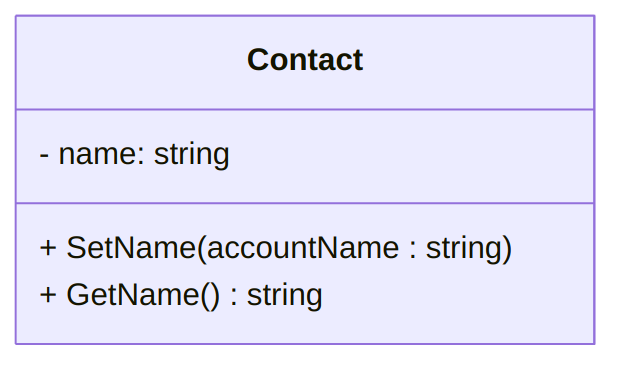 Contact
- name: string
+ SetName(accountName : string)
+ GetName() : string